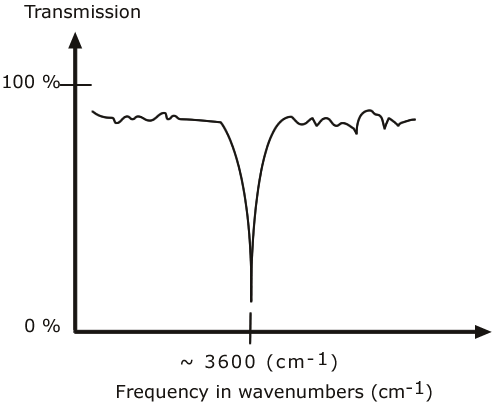 Transmission
100 %
0 %
~ 3600 (cm-1)
Frequency in wavenumbers (cm-1)